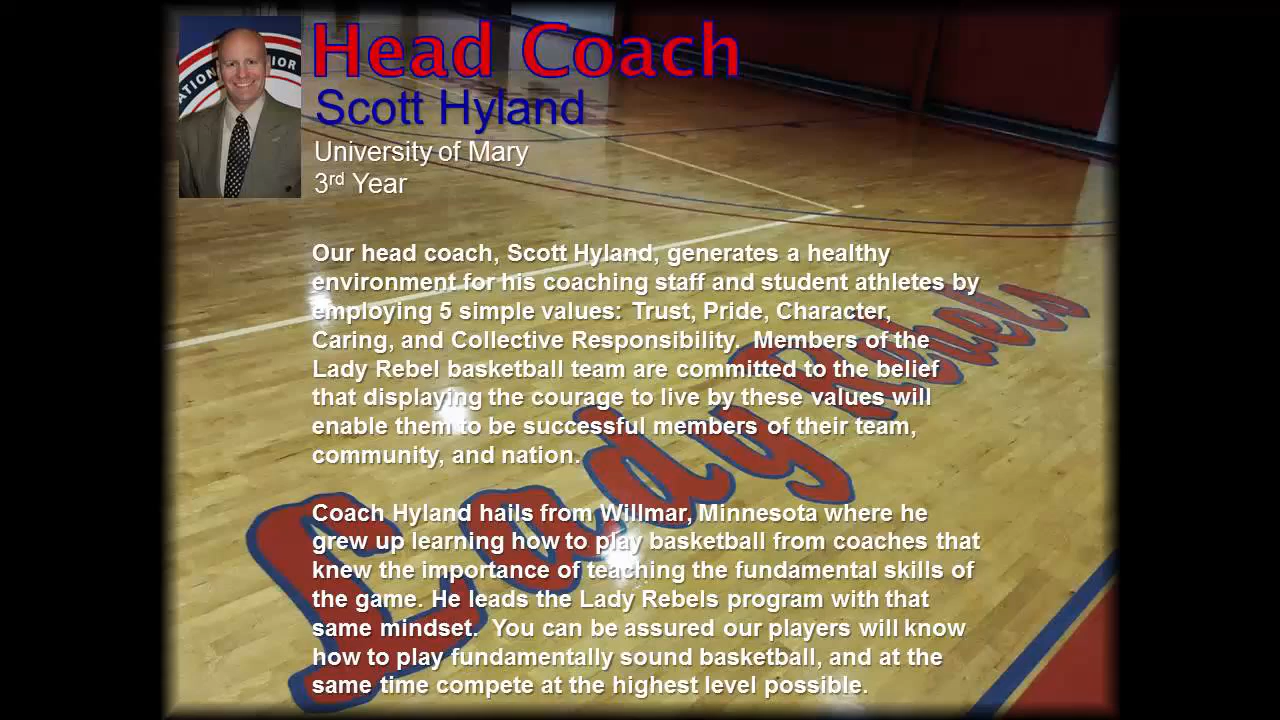 ATION
IOR
Head Coach
Scott Hyland
University of Mary
3rd Year
Our head coach, Scott Hyland, generates a healthy
environment for his coaching staff and student athletes by
employing 5 simple values:  Trust, Pride, Character,
Caring, and Collective Responsibility.  Members of the
Lady Rebel basketball team are committed to the belief
that displaying the courage to live by these values will
enable them to be successful members of their team,
community, and nation.
Coach Hyland hails from Willmar, Minnesota where he
grew up learning how to play basketball from coaches that
knew the importance of teaching the fundamental skills of
the game. He leads the Lady Rebels program with that
same mindset.  You can be assured our players will know
how to play fundamentally sound basketball, and at the
same time compete at the highest level possible.
Lady Rebels